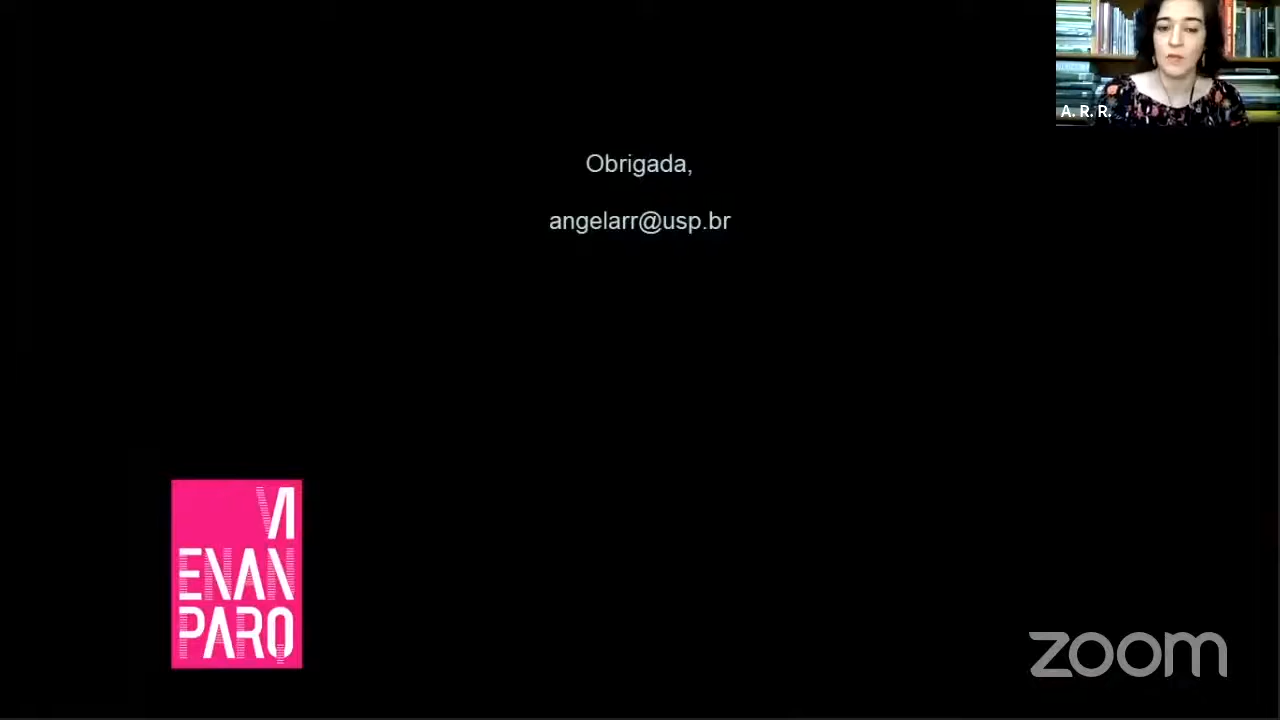 A. R. R.
Obrigada,
angelarr@usp.br
VI
ENAN
PARQ
zoom